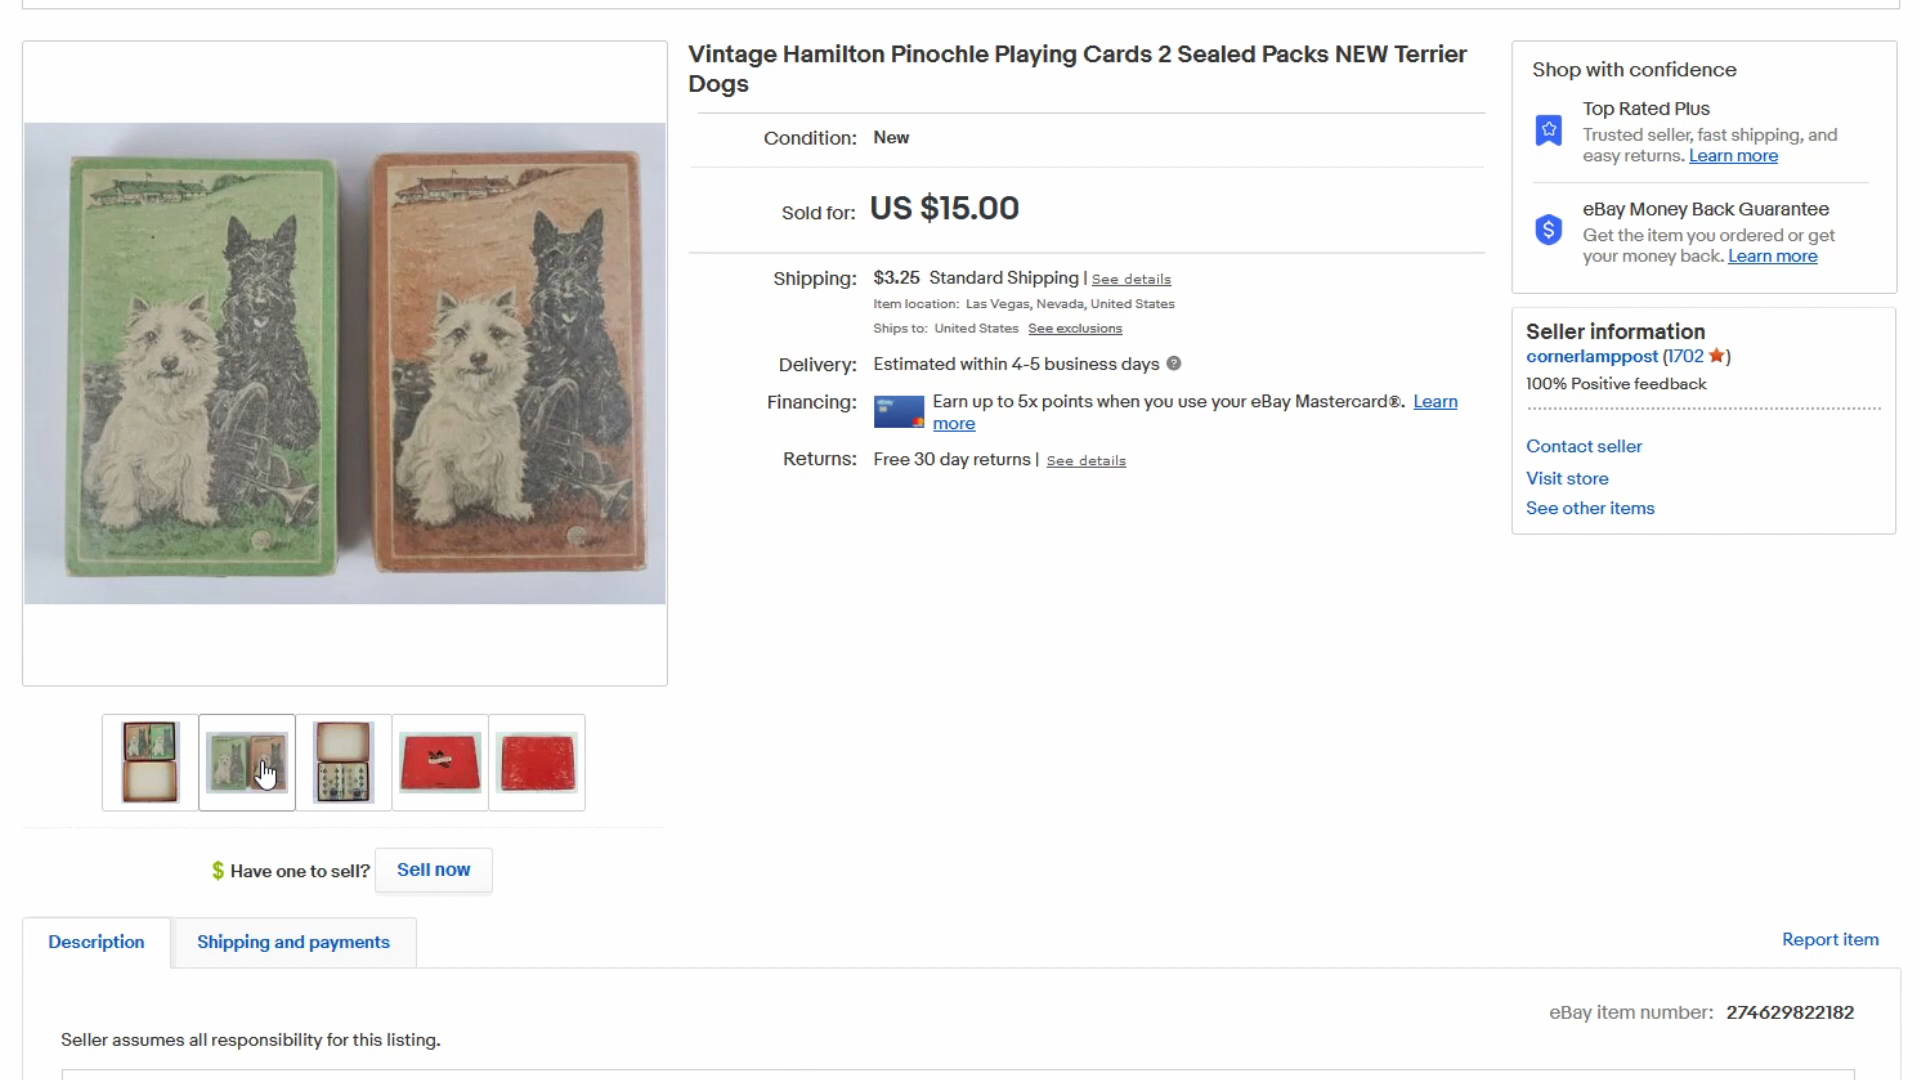 Vintage Hamilton Pinochle Playing Cards 2 Sealed Packs NEW Terrier
Dogs
Condition: New
Sold for: US $15.00
Shipping: $3.25 Standard Shipping | See details
Item location: Las Vegas, Nevada, United States
Ships to: United States See exclusions
Delivery: Estimated within 4-5 business days
Financing: Earn up to 5x points when you use your eBay Mastercard®. Learn
more
Returns: Free 30 day returns | See details
Shop with confidence
Top Rated Plus
Trusted seller, fast shipping, and
easy returns. Learn more
eBay Money Back Guarantee
Get the item you ordered or get
your money back. Learn more
Seller information
cornerlamppost (1702)
100% Positive feedback
Contact seller
Visit store
See other items
$ Have one to sell? Sell now
Description
Shipping and payments
Report item
eBay item number: 274629822182
Seller assumes all responsibility for this listing.